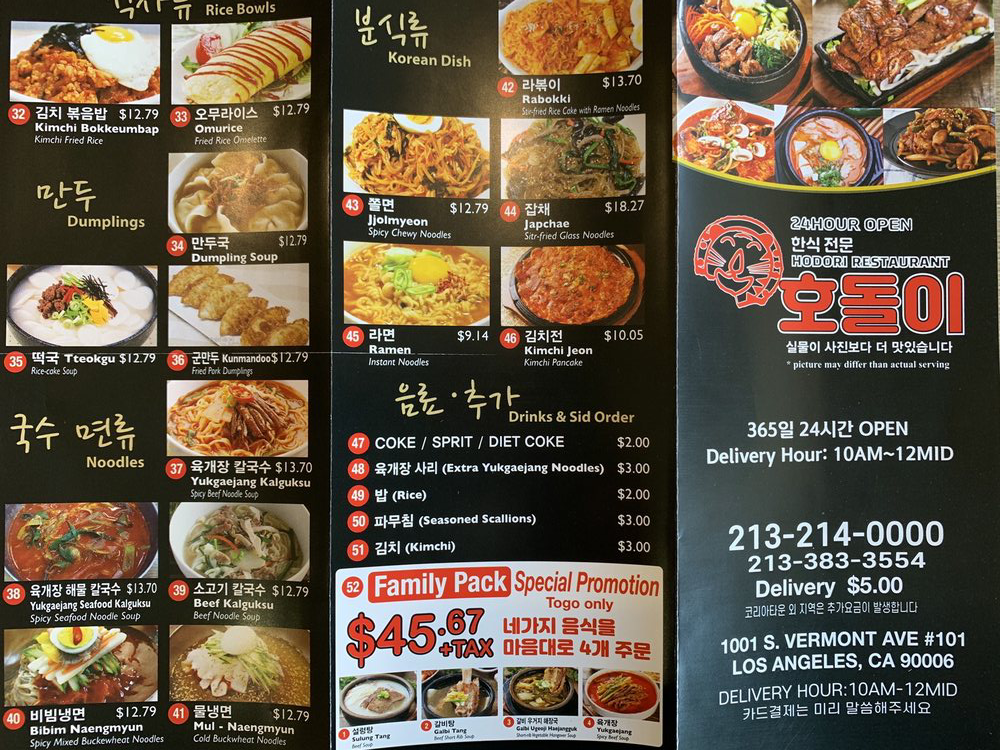 Rice Bowls
32 김치 볶음밥 $12.79
Kimchi Bokkeumbap
Kimchi Fried Rice
33 오무라이스 $12.79
Omurice
Fried Rice Omelette
만두
Dumplings
34 만두국 $12.79
Dumpling Soup
35 떡국 Tteokgu $12.79
Rice-cake Soup
36 군만두 Kunmandoo $12.79
Fried Pork Dumplings
국수 면류
Noodles
37 육개장 칼국수 $13.70
Yukgaejang Kalguksu
Spicy Beef Noodle Soup
38 육개장 해물 칼국수 $13.70
Yukgaejang Seafood Kalguksu
Spicy Seafood Noodle Soup
39 소고기 칼국수 $12.79
Beef Kalguksu
Beef Noodle Soup
40 비빔냉면 $12.79
Bibim Naengmyun
Spicy Mixed Buckewheat Noodles
41 물냉면 $12.79
Mul - Naengmyun
Cold Buckwheat Noodles
분식류
Korean Dish
42 라볶이 $13.70
Rabokki
Stir-fried Rice Cake with Ramen Noodles
43 쫄면 $12.79
Jjolmyeon
Spicy Chewy Noodles
44 잡채 $18.27
Japchae
Sitr-fried Glass Noodles
45 라면 $9.14
Ramen
Instant Noodles
46 김치전 $10.05
Kimchi Jeon
Kimchi Pancake
음료 · 추가
Drinks & Sid Order
47 COKE / SPRIT / DIET COKE $2.00
48 육개장 사리 (Extra Yukgaejang Noodles) $3.00
49 밥 (Rice) $2.00
50 파무침 (Seasoned Scallions) $3.00
51 김치 (Kimchi) $3.00
52 Family Pack Special Promotion
Togo only
$45.67 +TAX
네가지 음식을
마음대로 4개 주문
1 설렁탕
Sulung Tang
Beef Soup
2 갈비탕
Galbi Tang
Beef Short Rib Soup
3 갈비 우거지 해장국
Galbi Ugeoji Haejangguk
Short-rib Vegetable Hangover Soup
4 육개장
Yukgaejang
Spicy Beef Soup
24HOUR OPEN
한식 전문
HODORI RESTAURANT
호돌이
실물이 사진보다 더 맛있습니다
* picture may differ than actual serving
365일 24시간 OPEN
Delivery Hour: 10AM~12MID
213-214-0000
213-383-3554
Delivery $5.00
코리아타운 외 지역은 추가요금이 발생합니다
1001 S. VERMONT AVE #101
LOS ANGELES, CA 90006
DELIVERY HOUR:10AM-12MID
카드결제는 미리 말씀해주세요